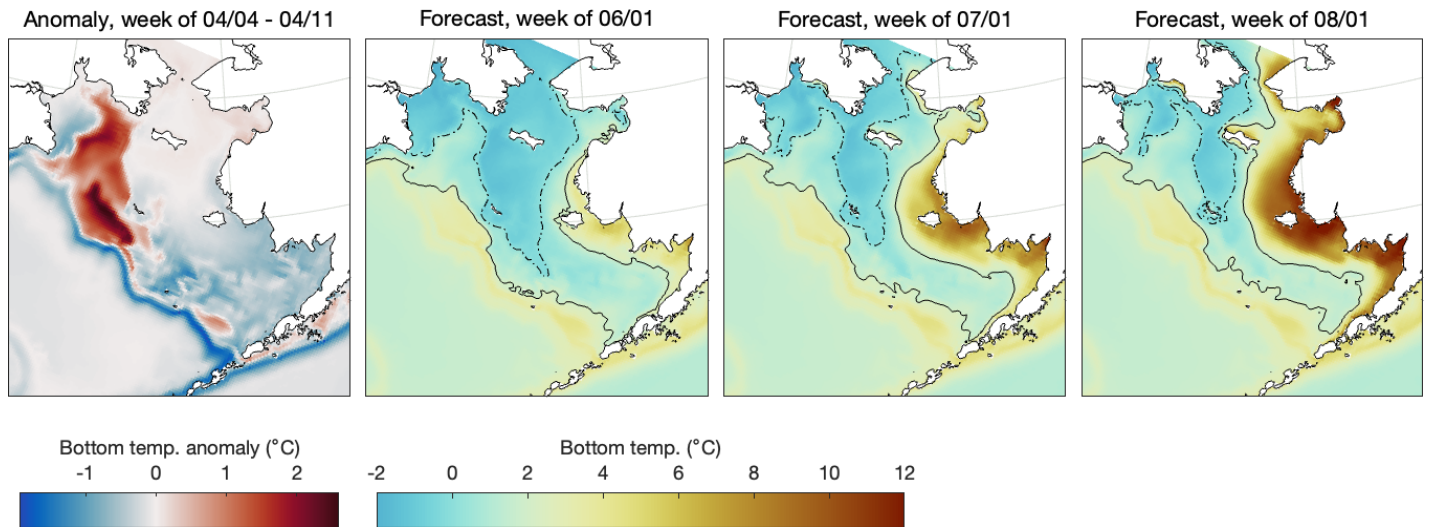 Anomaly, week of 04/04 - 04/11
Forecast, week of 06/01
Forecast, week of 07/01
Forecast, week of 08/01
Bottom temp. anomaly (°C)
-1 0 1 2
Bottom temp. (°C)
-2 0 2 4 6 8 10 12